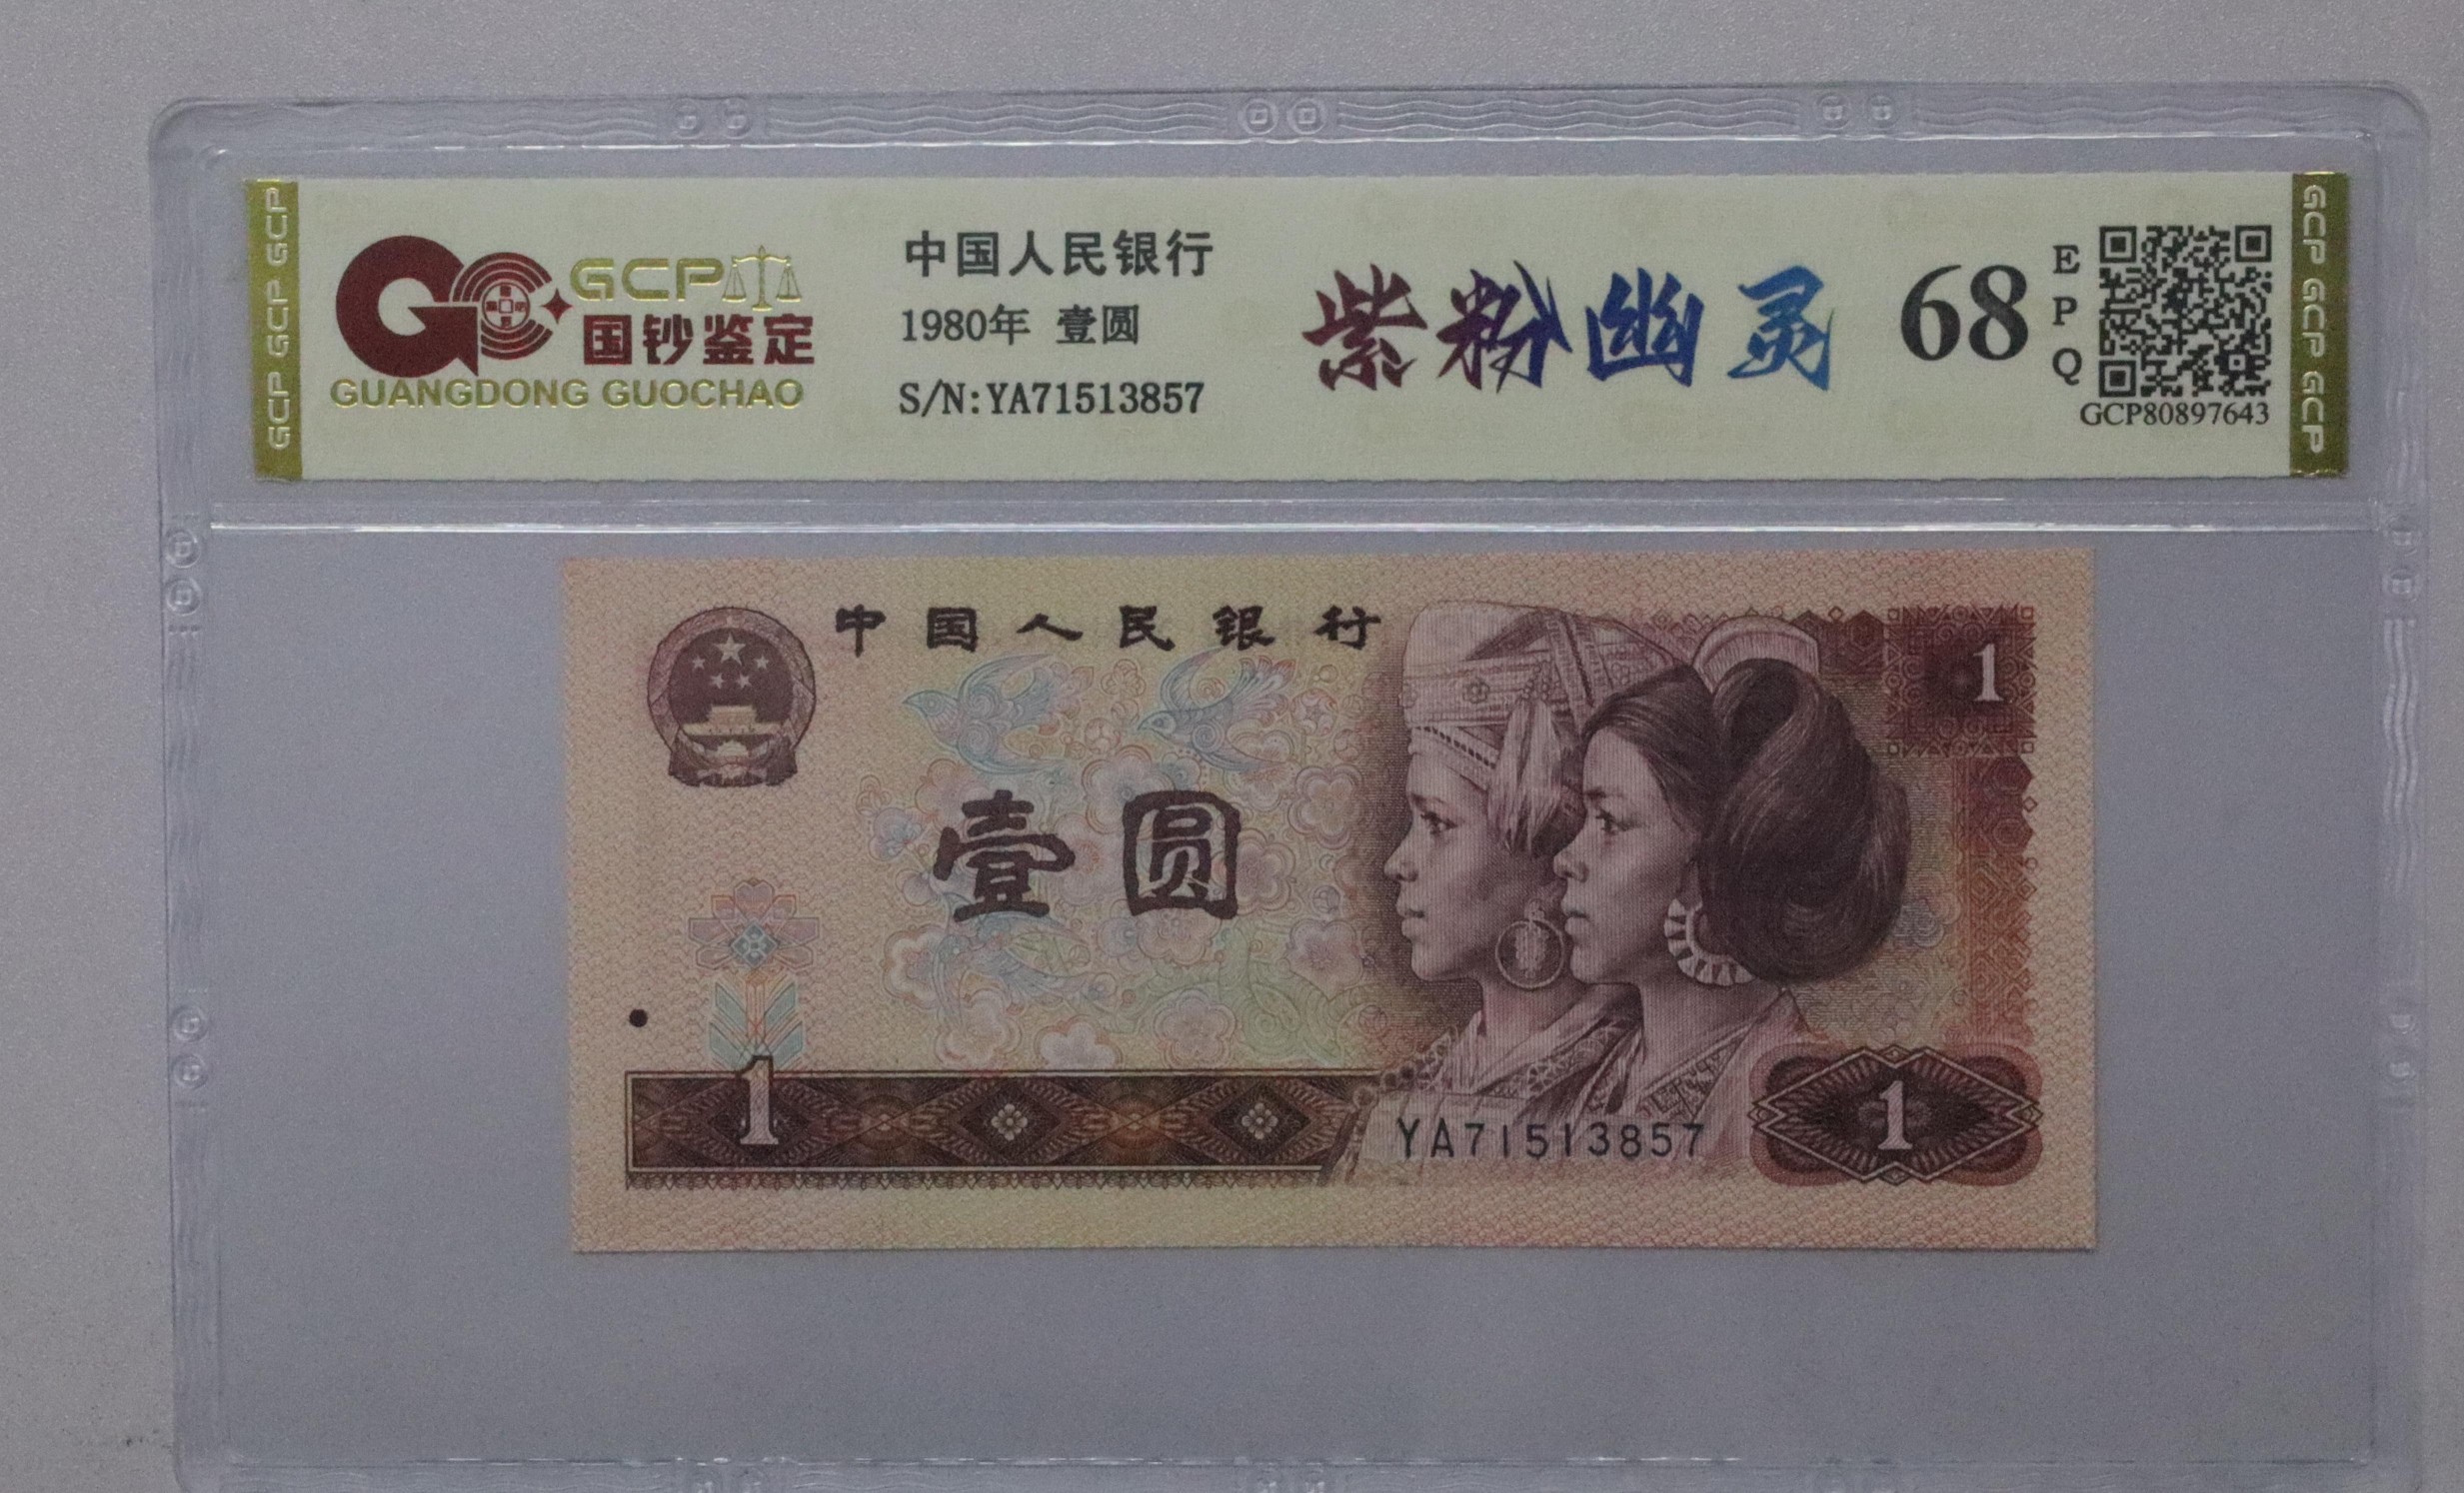 GCP GCP GCP
GCP
国钞鉴定
GUANGDONG GUOCHAO
中国人民银行
1980年 壹圆
S/N:YA71513857
紫粉幽灵
68
E
P
Q
GCP80897643
GCP GCP GCP
中国人民银行
1
壹圆
1
YA71513857
1